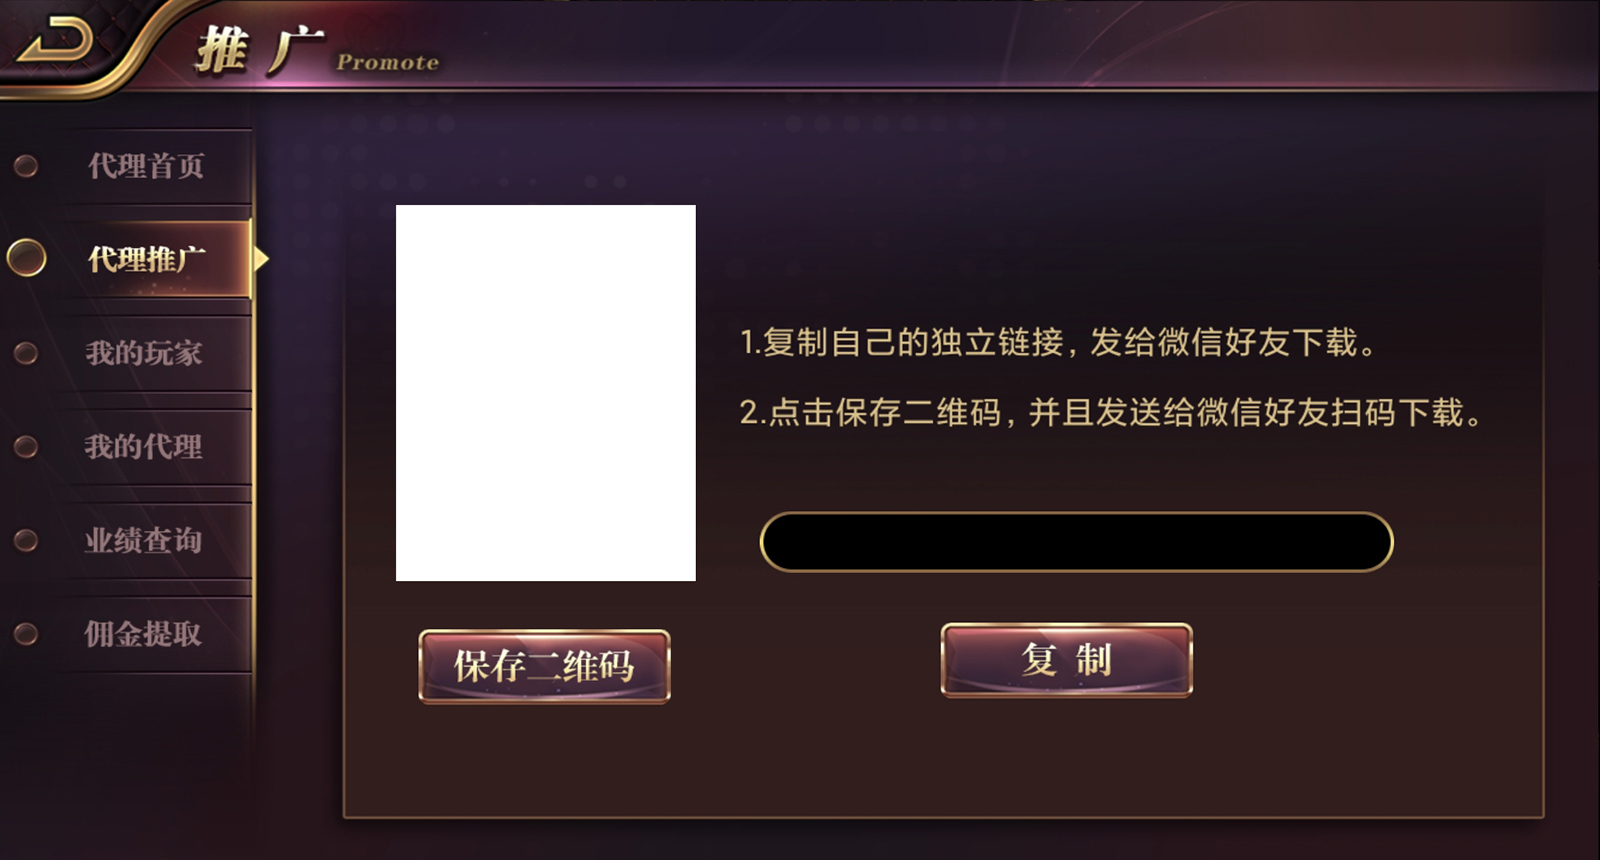 推广 Promote
代理首页
代理推广
我的玩家
我的代理
业绩查询
佣金提取
1.复制自己的独立链接，发给微信好友下载。
2.点击保存二维码，并且发送给微信好友扫码下载。
保存二维码
复制